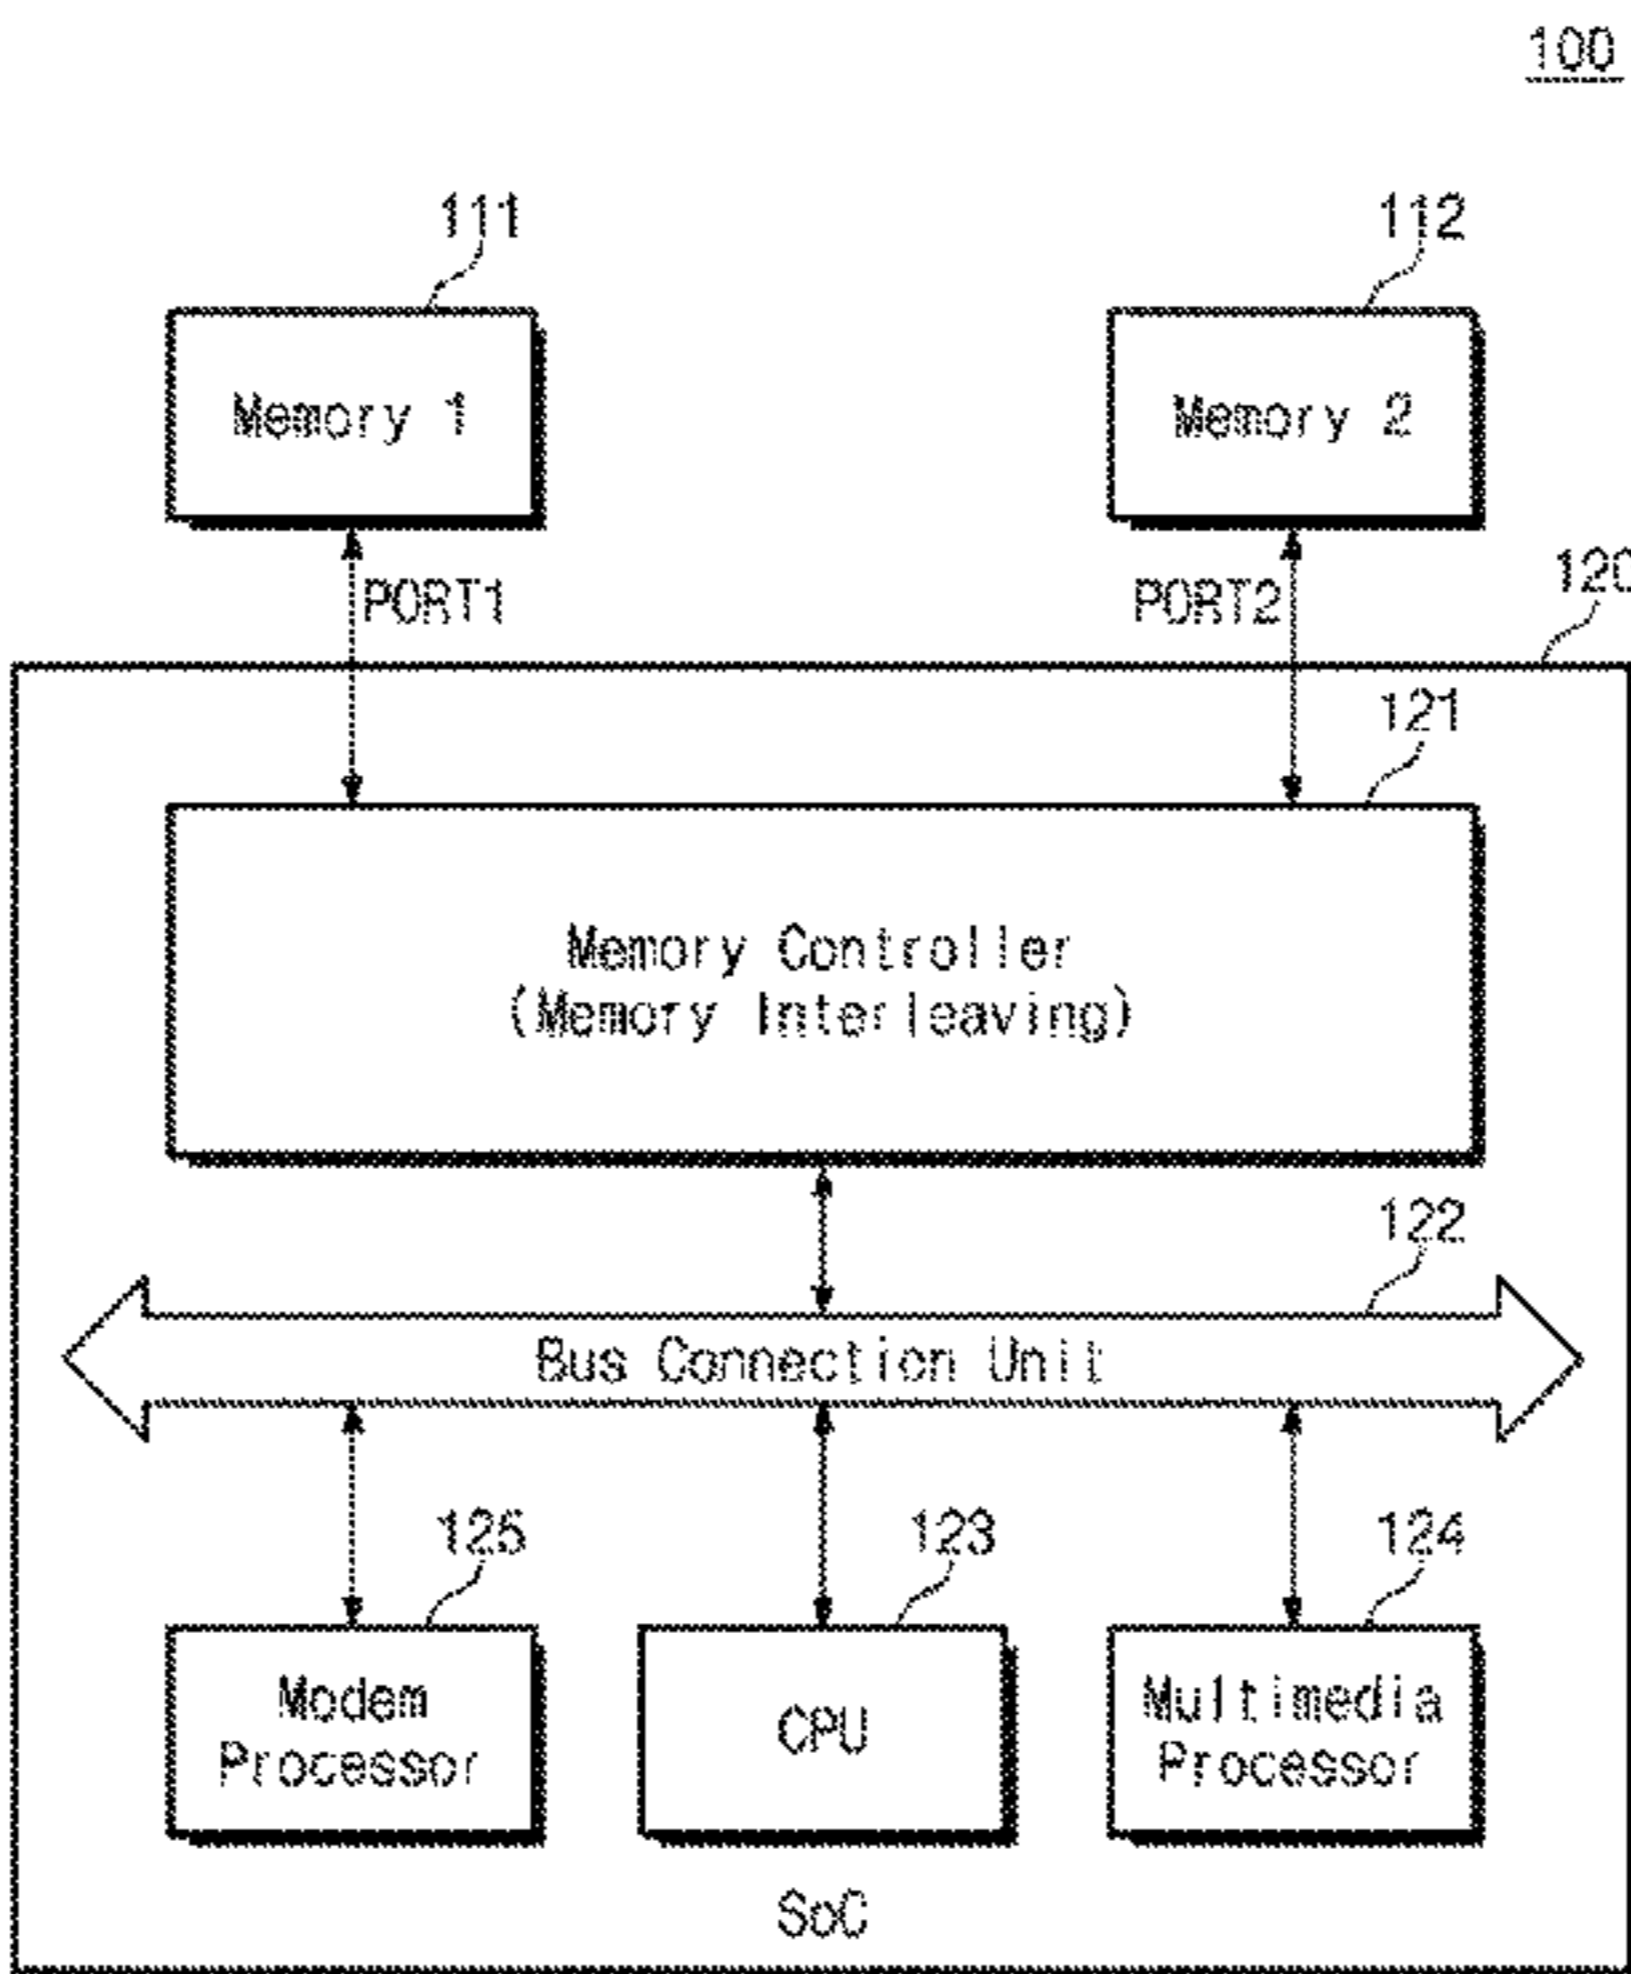 100
111
112
Memory 1
Memory 2
PORT1
PORT2
120
121
Memory Controller
(Memory Interleaving)
122
Bus Connection Unit
125
123
124
Modem
Processor
CPU
Multimedia
Processor
SoC